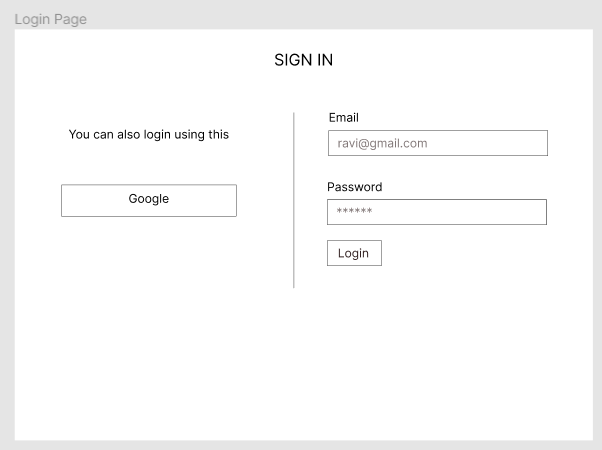 Login Page
SIGN IN
You can also login using this
Google
Email
ravi@gmail.com
Password
******
Login